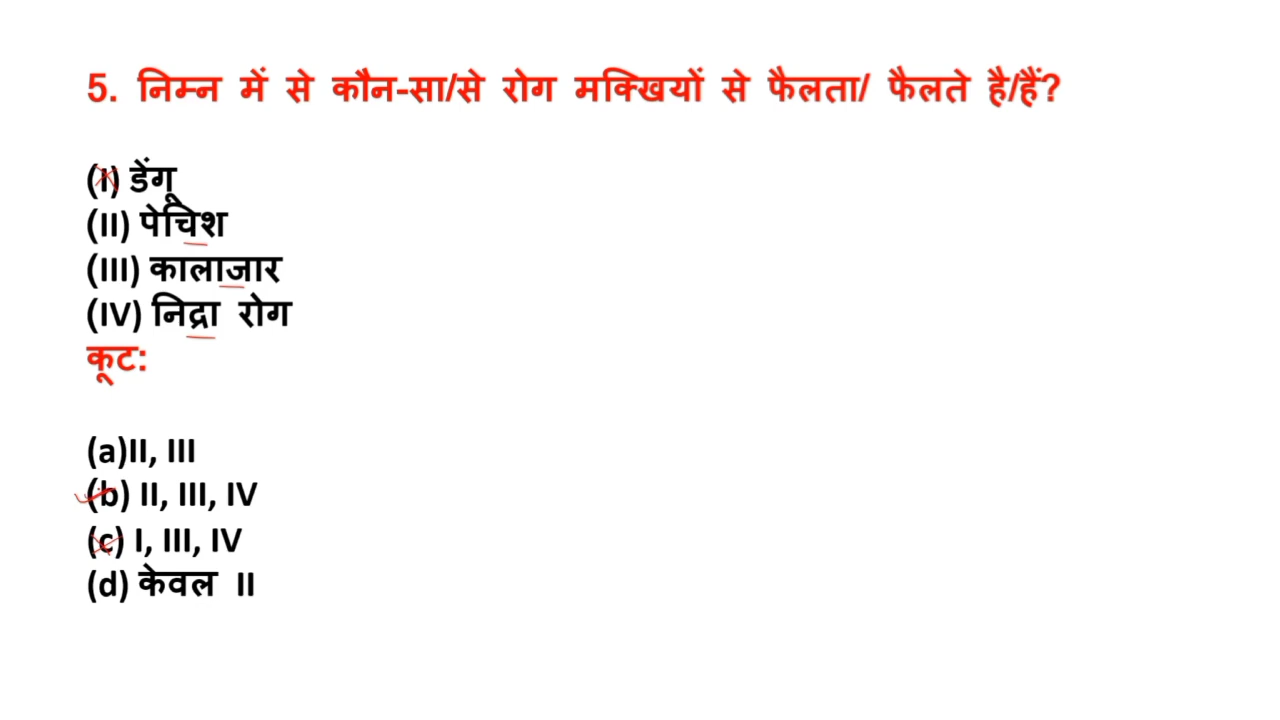 5. निम्न में से कौन-सा/से रोग मक्खियों से फैलता/ फैलते है/हैं?
(I) डेंगू
(II) पेचिश
(III) कालाजार
(IV) निद्रा रोग
कूट:
(a)II, III
(b) II, III, IV
(c) I, III, IV
(d) केवल II